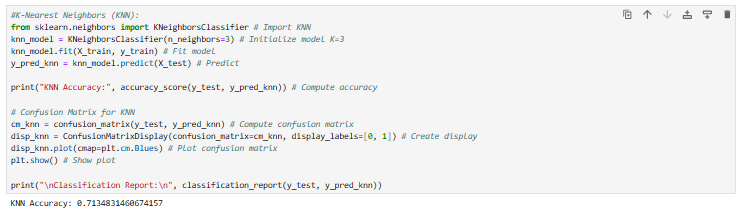 #K-Nearest Neighbors (KNN):
from sklearn.neighbors import KNeighborsClassifier # Import KNN
knn_model = KNeighborsClassifier(n_neighbors=3) # Initialize model K=3
knn_model.fit(X_train, y_train) # Fit model
y_pred_knn = knn_model.predict(X_test) # Predict
print("KNN Accuracy:", accuracy_score(y_test, y_pred_knn)) # Compute accuracy
# Confusion Matrix for KNN
cm_knn = confusion_matrix(y_test, y_pred_knn) # Compute confusion matrix
disp_knn = ConfusionMatrixDisplay(confusion_matrix=cm_knn, display_labels=[0, 1]) # Create display
disp_knn.plot(cmap=plt.cm.Blues) # Plot confusion matrix
plt.show() # Show plot
print("\nClassification Report:\n", classification_report(y_test, y_pred_knn))
KNN Accuracy: 0.7134831460674157